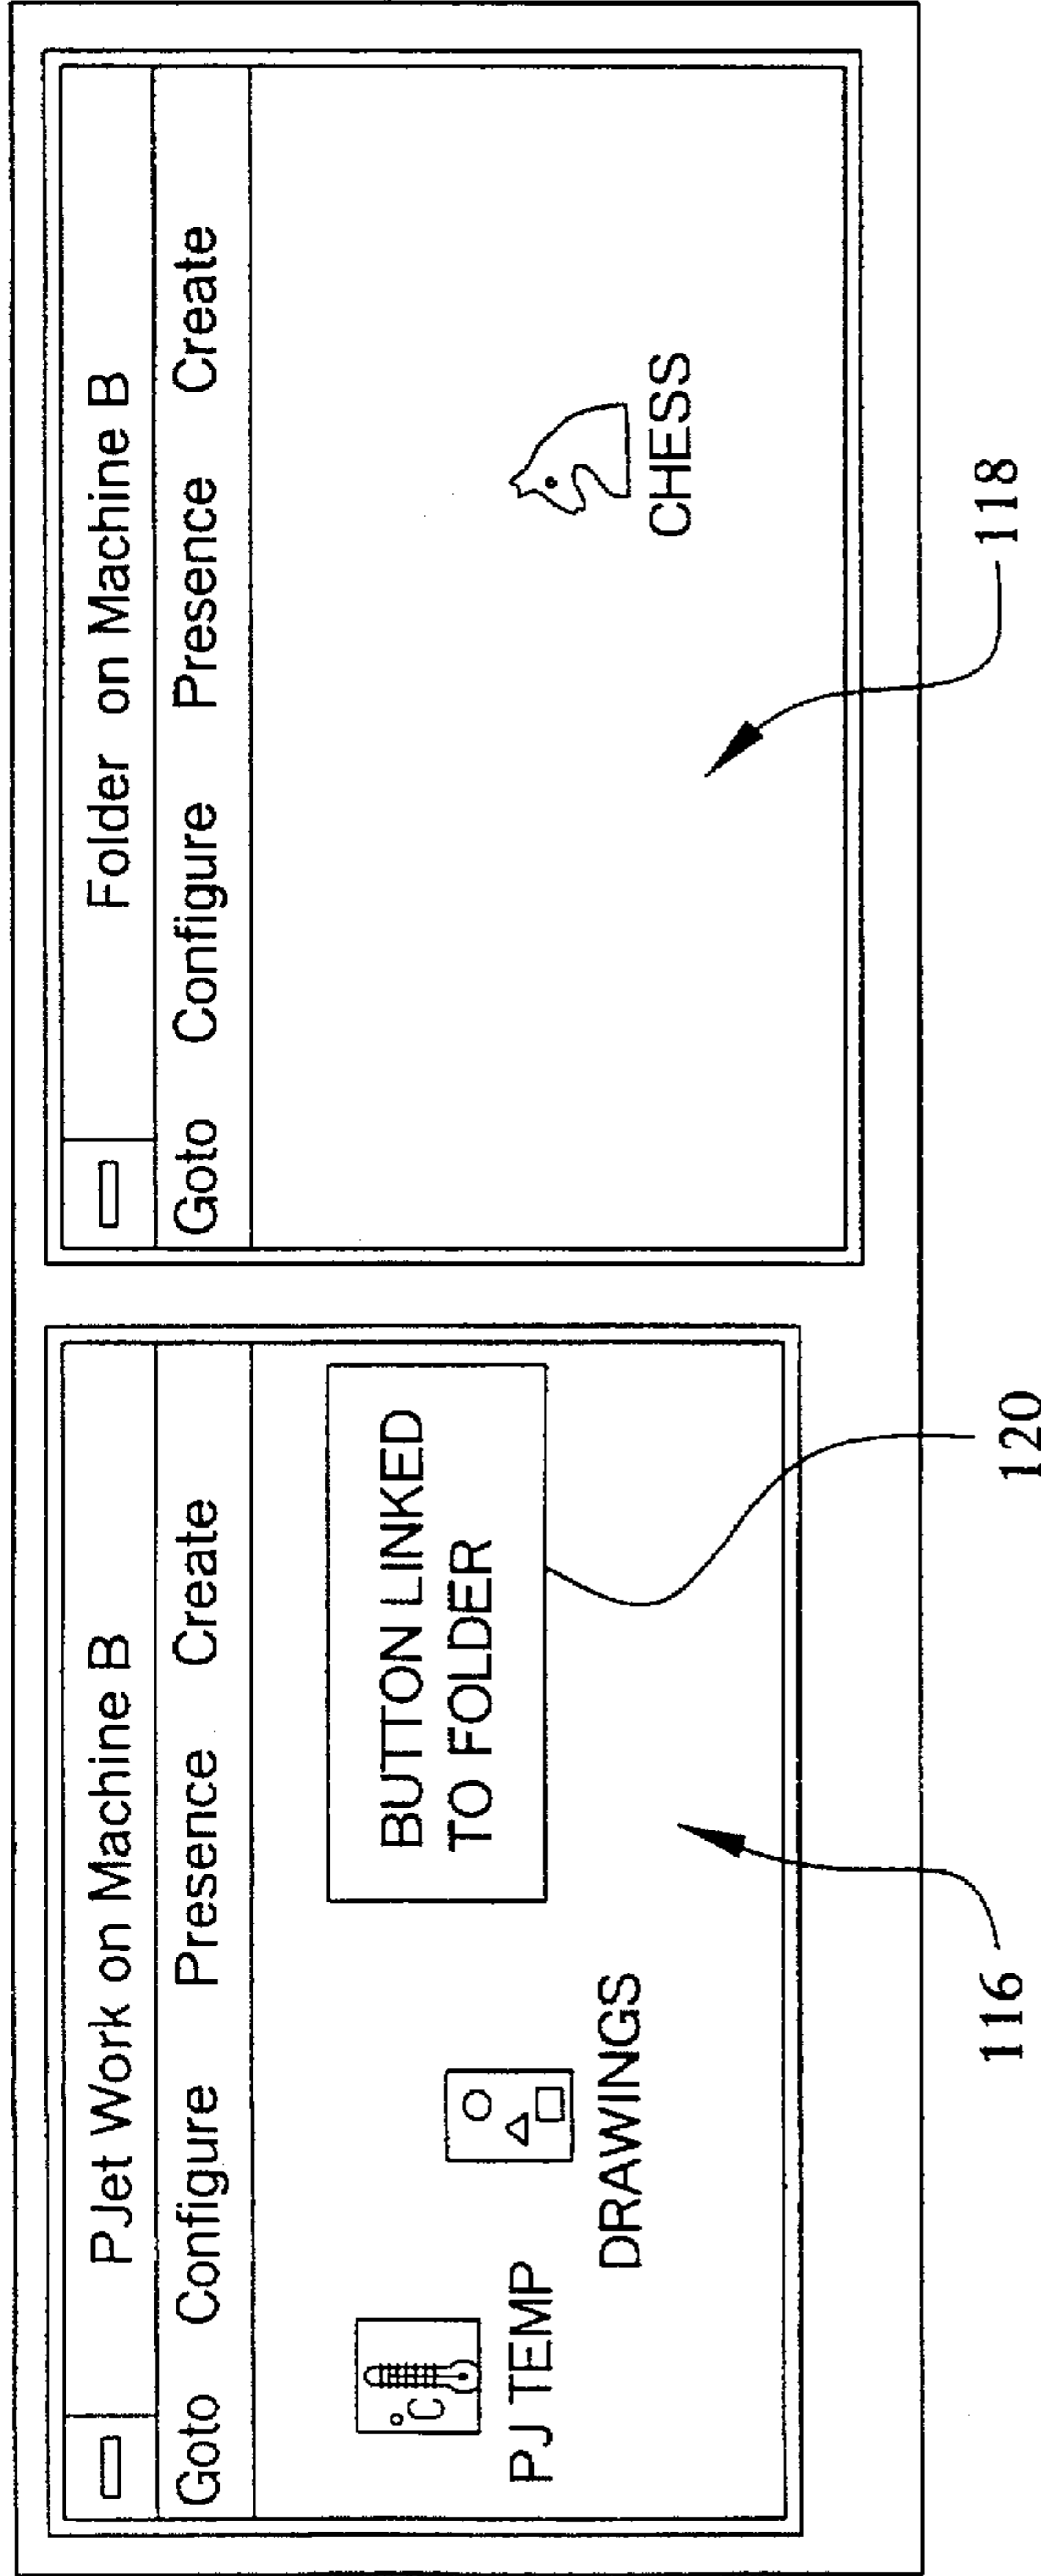 PJet Work on Machine B
Goto Configure Presence Create
°C
PJ TEMP
DRAWINGS
BUTTON LINKED
TO FOLDER
116
120
Folder on Machine B
Goto Configure Presence Create
CHESS
118